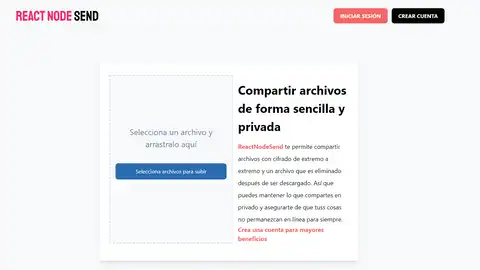 REACT NODE SEND
INICIAR SESIÓN
CREAR CUENTA
Selecciona un archivo y
arrastralo aquí
Selecciona archivos para subir
Compartir archivos
de forma sencilla y
privada
ReactNodeSend te permite compartir
archivos con cifrado de extremo a
extremo y un archivo que es eliminado
después de ser descargado. Así que
puedes mantener lo que compartes en
privado y asegurarte de que tuss cosas
no permanezcan en línea para siempre.
Crea una cuenta para mayores
beneficios